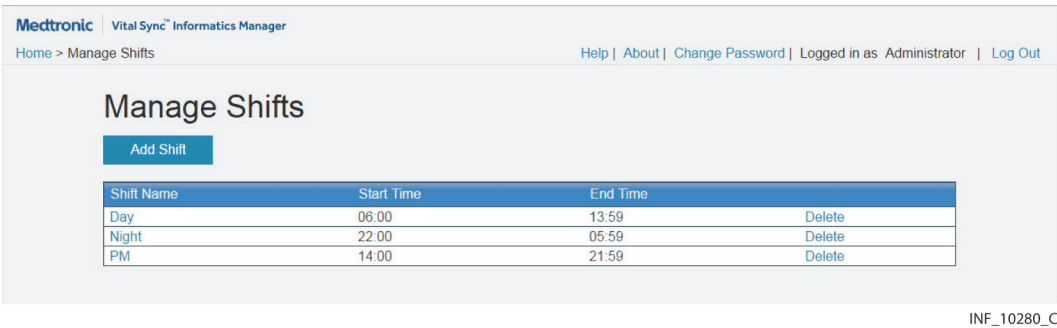 Medtronic Vital Sync™ Informatics Manager
Home > Manage Shifts Help | About | Change Password | Logged in as Administrator | Log Out
Manage Shifts
Add Shift
Shift Name Start Time End Time
Day 06:00 13:59 Delete
Night 22:00 05:59 Delete
PM 14:00 21:59 Delete
INF_10280_C